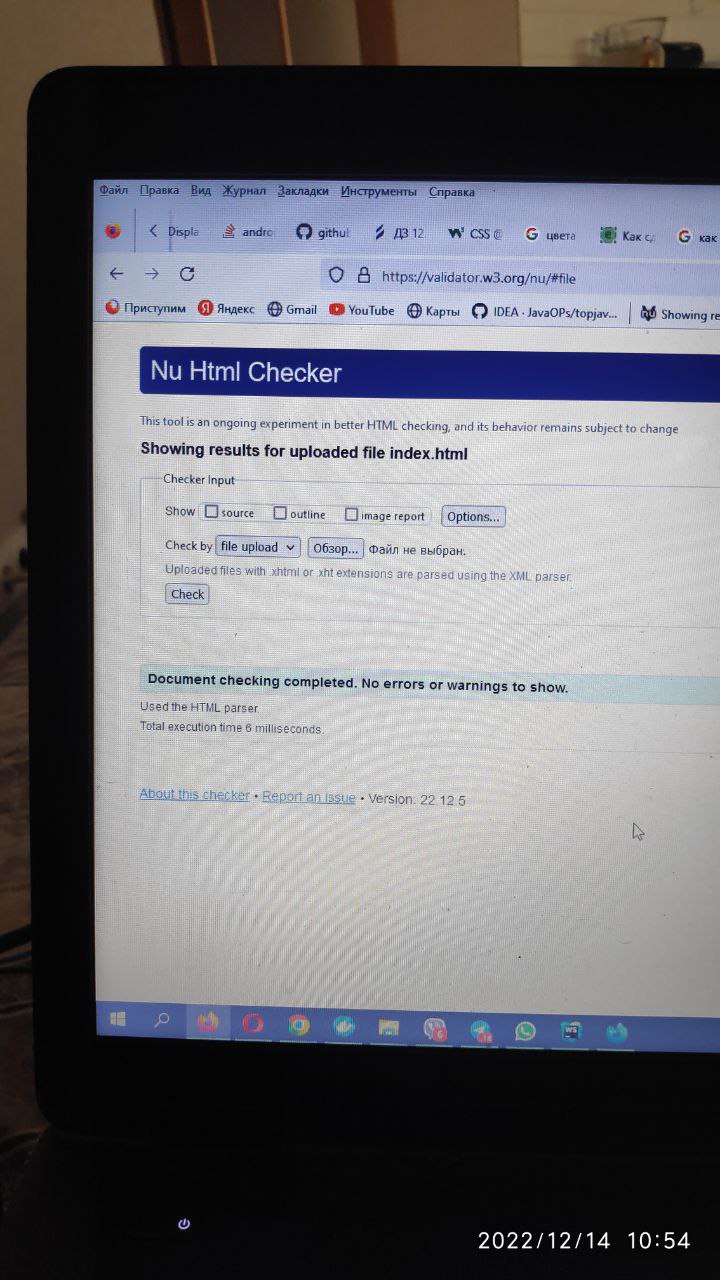 Файл Правка Вид Журнал Закладки Инструменты Справка
Displa andro github ДЗ 12 CSS @ цвета Как сд как
https://validator.w3.org/nu/#file
Приступим Яндекс Gmail YouTube Карты IDEA · JavaOPs/topjav... Showing re
Nu Html Checker
This tool is an ongoing experiment in better HTML checking, and its behavior remains subject to change
Showing results for uploaded file index.html
Checker Input
Show source outline image report Options...
Check by file upload Обзор... Файл не выбран.
Uploaded files with .xhtml or .xht extensions are parsed using the XML parser.
Check
Document checking completed. No errors or warnings to show.
Used the HTML parser.
Total execution time 6 milliseconds.
About this checker • Report an issue • Version: 22.12.5
WS
2022/12/14 10:54